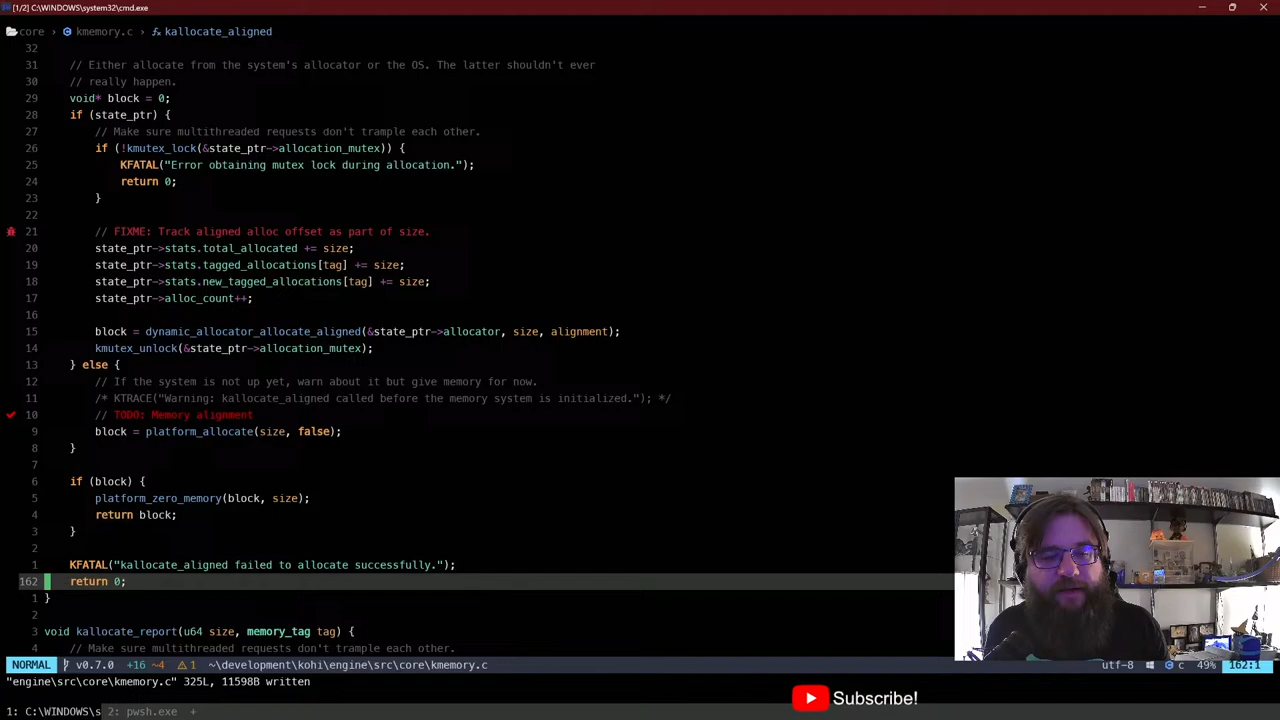 [1/2] C:\WINDOWS\system32\cmd.exe
core > kmemory.c > kallocate_aligned
32
31 // Either allocate from the system's allocator or the OS. The latter shouldn't ever
30 // really happen.
29 void* block = 0;
28 if (state_ptr) {
27 // Make sure multithreaded requests don't trample each other.
26 if (!kmutex_lock(&state_ptr->allocation_mutex)) {
25 KFATAL("Error obtaining mutex lock during allocation.");
24 return 0;
23 }
22
21 // FIXME: Track aligned alloc offset as part of size.
20 state_ptr->stats.total_allocated += size;
19 state_ptr->stats.tagged_allocations[tag] += size;
18 state_ptr->stats.new_tagged_allocations[tag] += size;
17 state_ptr->alloc_count++;
16
15 block = dynamic_allocator_allocate_aligned(&state_ptr->allocator, size, alignment);
14 kmutex_unlock(&state_ptr->allocation_mutex);
13 } else {
12 // If the system is not up yet, warn about it but give memory for now.
11 /* KTRACE("Warning: kallocate_aligned called before the memory system is initialized."); */
10 // TODO: Memory alignment
9 block = platform_allocate(size, false);
8 }
7
6 if (block) {
5 platform_zero_memory(block, size);
4 return block;
3 }
2
1 KFATAL("kallocate_aligned failed to allocate successfully.");
162 return 0;
1 }
2
3 void kallocate_report(u64 size, memory_tag tag) {
4 // Make sure multithreaded requests don't trample each other.
NORMAL v0.7.0 +16 ~4 1 ~\development\kohi\engine\src\core\kmemory.c utf-8 c 49% 162:1
"engine\src\core\kmemory.c" 325L, 11598B written
Subscribe!
1: C:\WINDOWS\s 2: pwsh.exe +